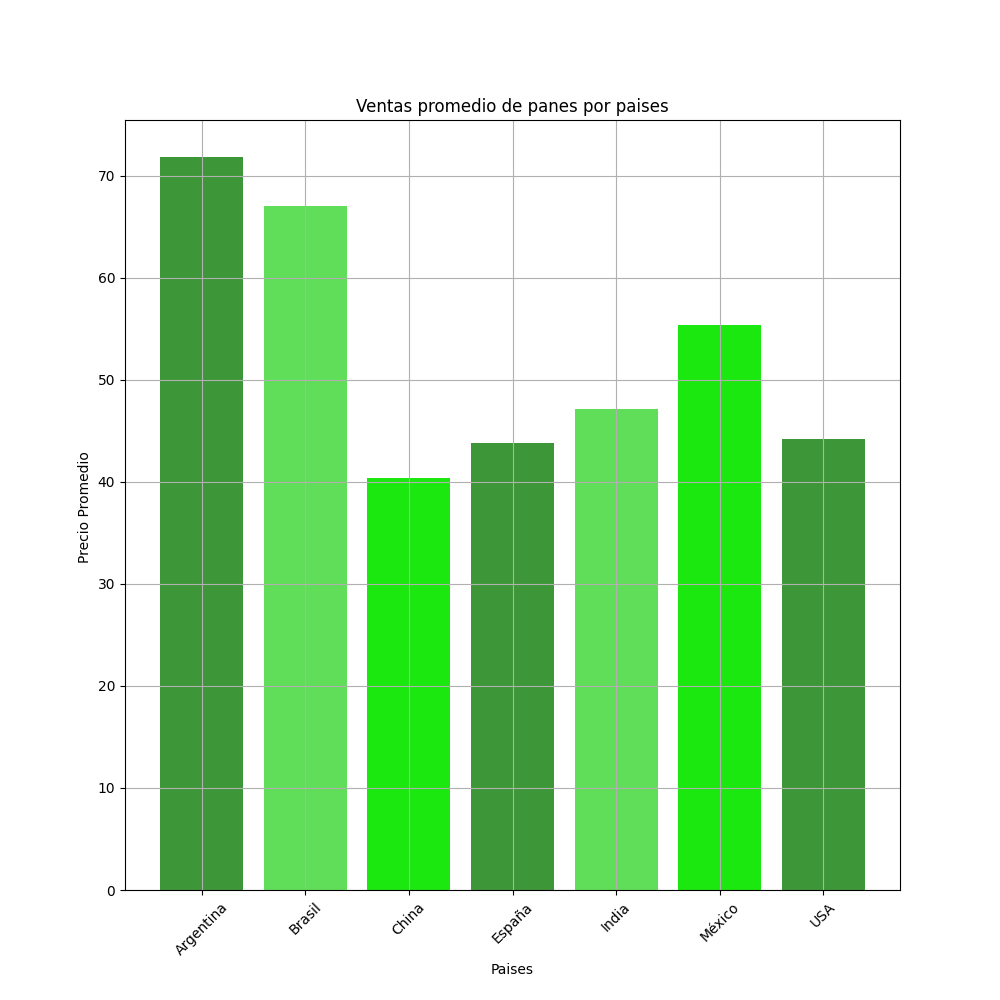 Ventas promedio de panes por paises
Precio Promedio
70
60
50
40
30
20
10
0
Argentina
Brasil
China
España
India
México
USA
Paises